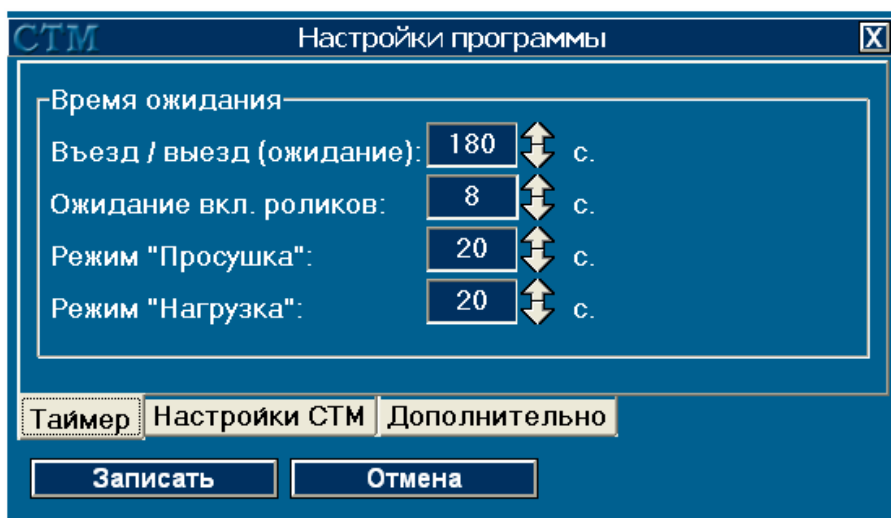 СТМ Настройки программы X
Время ожидания
Въезд / выезд (ожидание): 180 с.
Ожидание вкл. роликов: 8 с.
Режим "Просушка": 20 с.
Режим "Нагрузка": 20 с.
Таймер Настройки СТМ Дополнительно
Записать Отмена